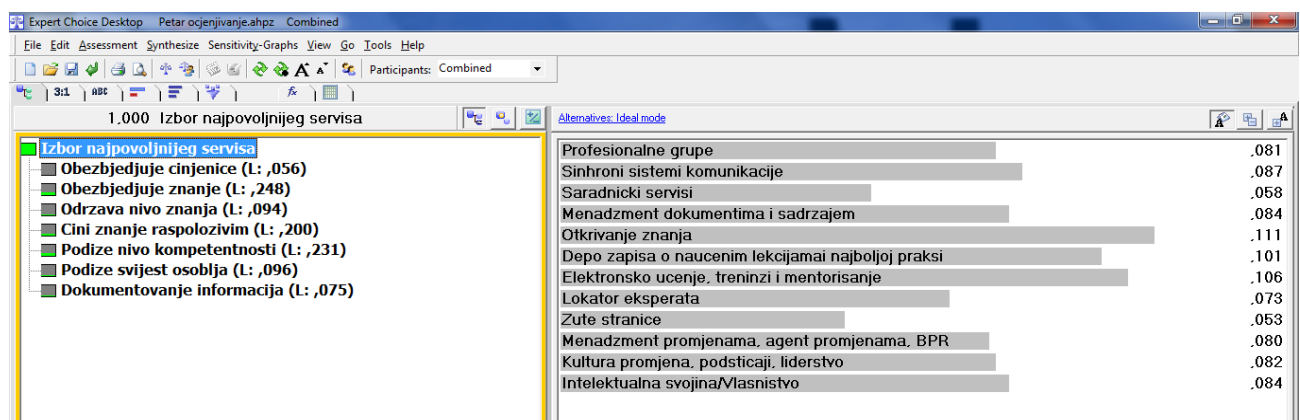 Expert Choice Desktop Petar ocjenjivanje.ahpz Combined
File Edit Assessment Synthesize Sensitivity-Graphs View Go Tools Help
Participants: Combined
3:1 ABC fx
1,000 Izbor najpovoljnijeg servisa
Izbor najpovoljnijeg servisa
Obezbjedjuje cinjenice (L: ,056)
Obezbjedjuje znanje (L: ,248)
Odrzava nivo znanja (L: ,094)
Cini znanje raspolozivim (L: ,200)
Podize nivo kompetentnosti (L: ,231)
Podize svijest osoblja (L: ,096)
Dokumentovanje informacija (L: ,075)
Alternatives: Ideal mode
Profesionalne grupe ,081
Sinhroni sistemi komunikacije ,087
Saradnicki servisi ,058
Menadzment dokumentima i sadrzajem ,084
Otkrivanje znanja ,111
Depo zapisa o naucenim lekcijamai najboljoj praksi ,101
Elektronsko ucenje, treninzi i mentorisanje ,106
Lokator eksperata ,073
Zute stranice ,053
Menadzment promjenama, agent promjenama, BPR ,080
Kultura promjena, podsticaji, liderstvo ,082
Intelektualna svojina/Vlasnistvo ,084